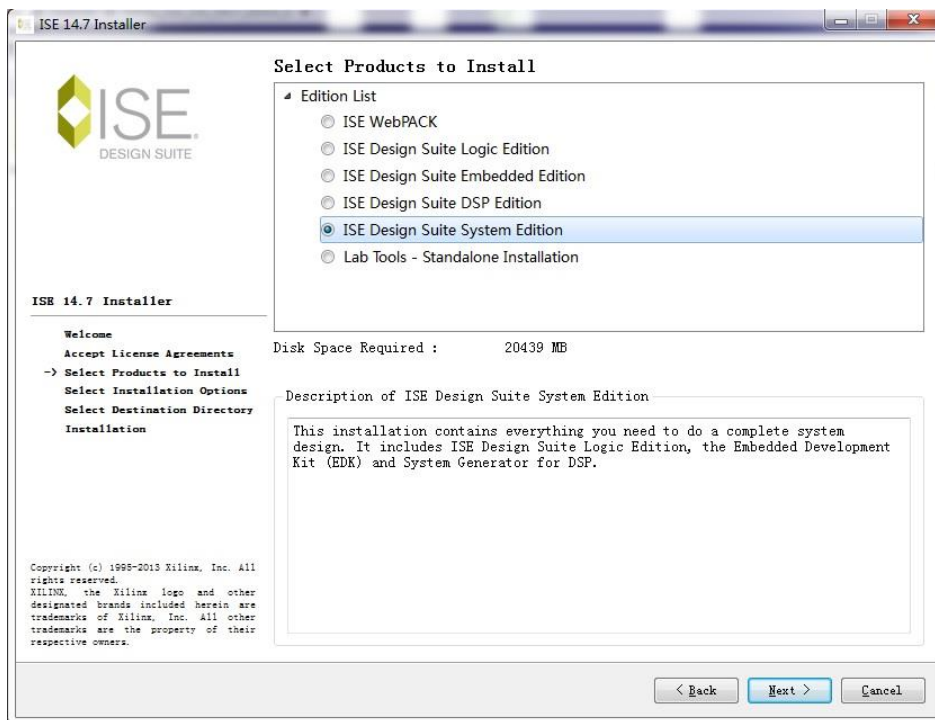 ISE 14.7 Installer
ISE.
DESIGN SUITE
ISE 14.7 Installer
Welcome
Accept License Agreements
-> Select Products to Install
Select Installation Options
Select Destination Directory
Installation
Copyright (c) 1995-2013 Xilinx, Inc. All
rights reserved.
XILINX, the Xilinx logo and other
designated brands included herein are
trademarks of Xilinx, Inc. All other
trademarks are the property of their
respective owners.
Select Products to Install
Edition List
ISE WebPACK
ISE Design Suite Logic Edition
ISE Design Suite Embedded Edition
ISE Design Suite DSP Edition
ISE Design Suite System Edition
Lab Tools - Standalone Installation
Disk Space Required : 20439 MB
Description of ISE Design Suite System Edition
This installation contains everything you need to do a complete system
design. It includes ISE Design Suite Logic Edition, the Embedded Development
Kit (EDK) and System Generator for DSP.
< Back
Next >
Cancel